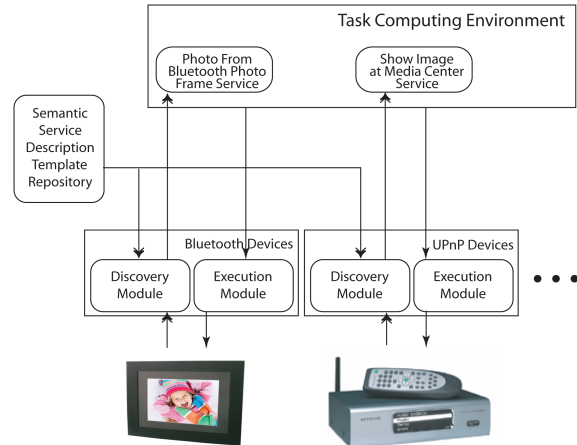 Task Computing Environment
Photo From
Bluetooth Photo
Frame Service
Show Image
at Media Center
Service
Semantic
Service
Description
Template
Repository
Bluetooth Devices
Discovery
Module
Execution
Module
UPnP Devices
Discovery
Module
Execution
Module